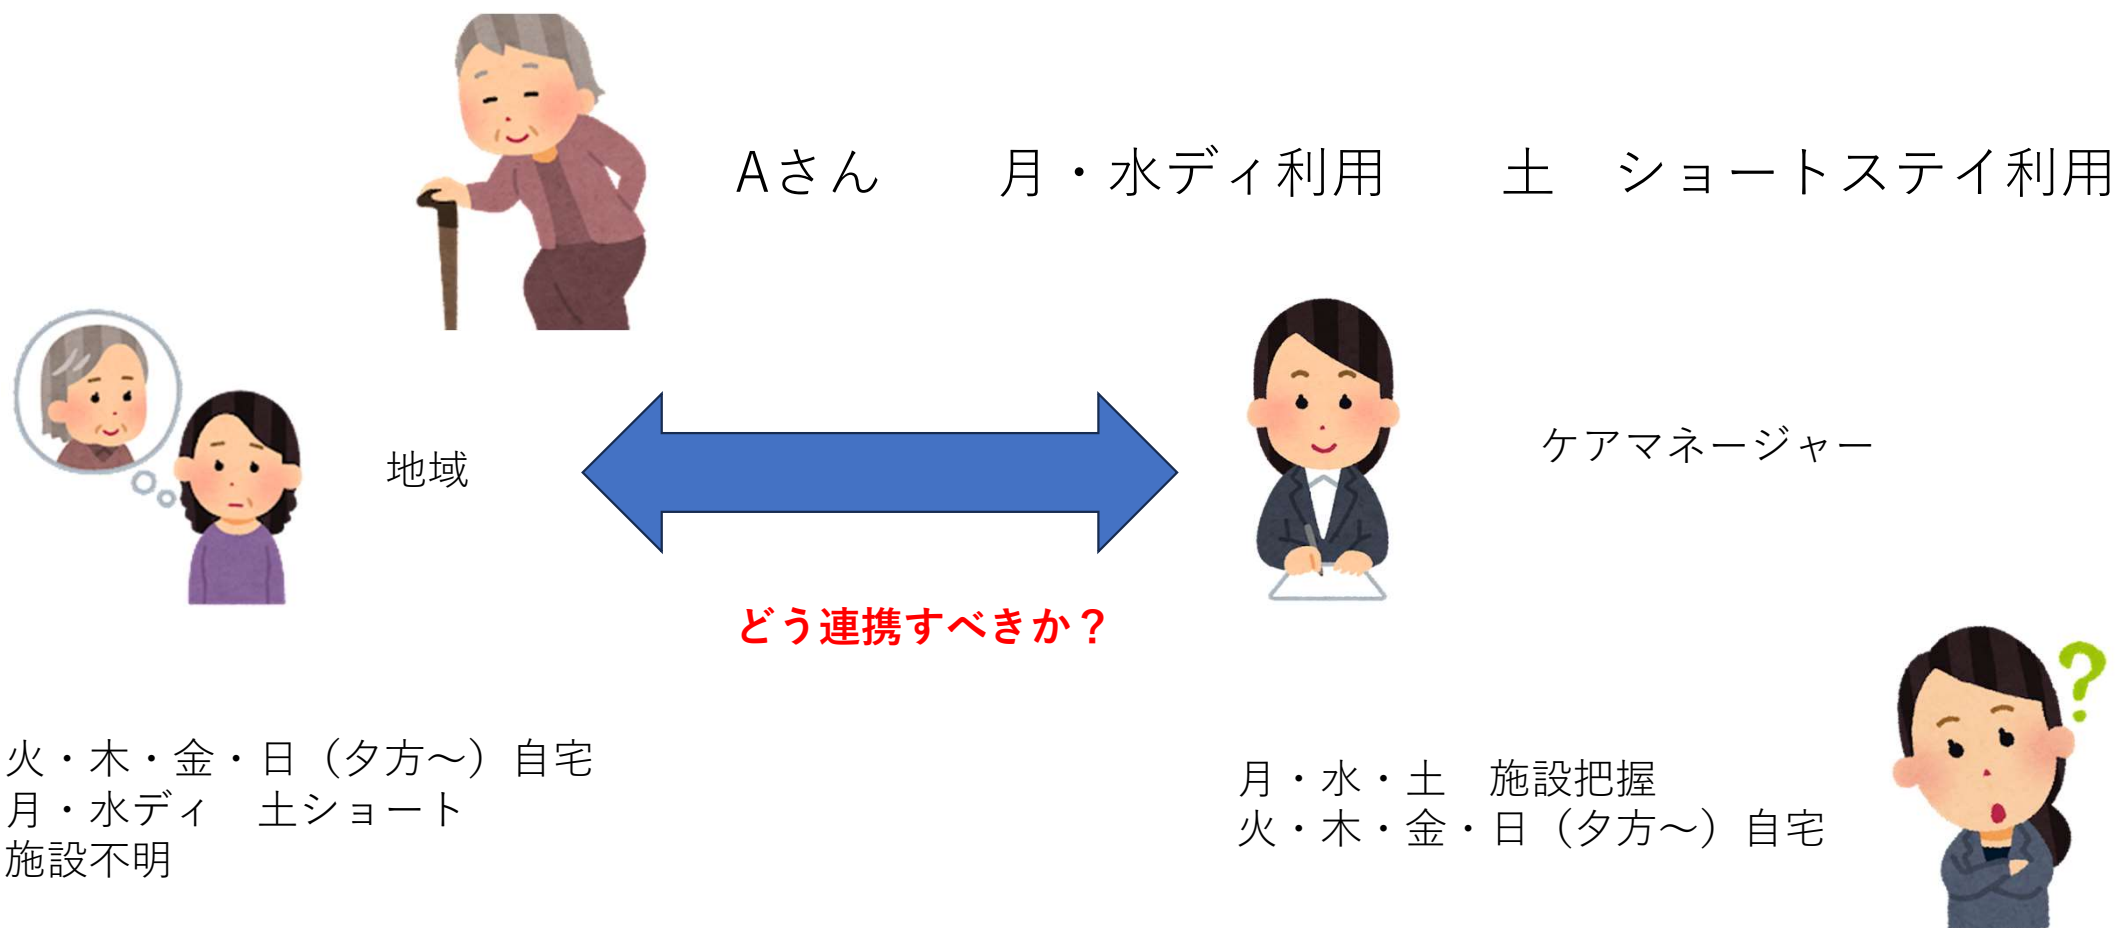 Aさん　　月・水ディ利用　　土　ショートステイ利用
地域
ケアマネージャー
どう連携すべきか？
火・木・金・日（夕方～）自宅
月・水ディ　土ショート
施設不明
月・水・土　施設把握
火・木・金・日（夕方～）自宅
?